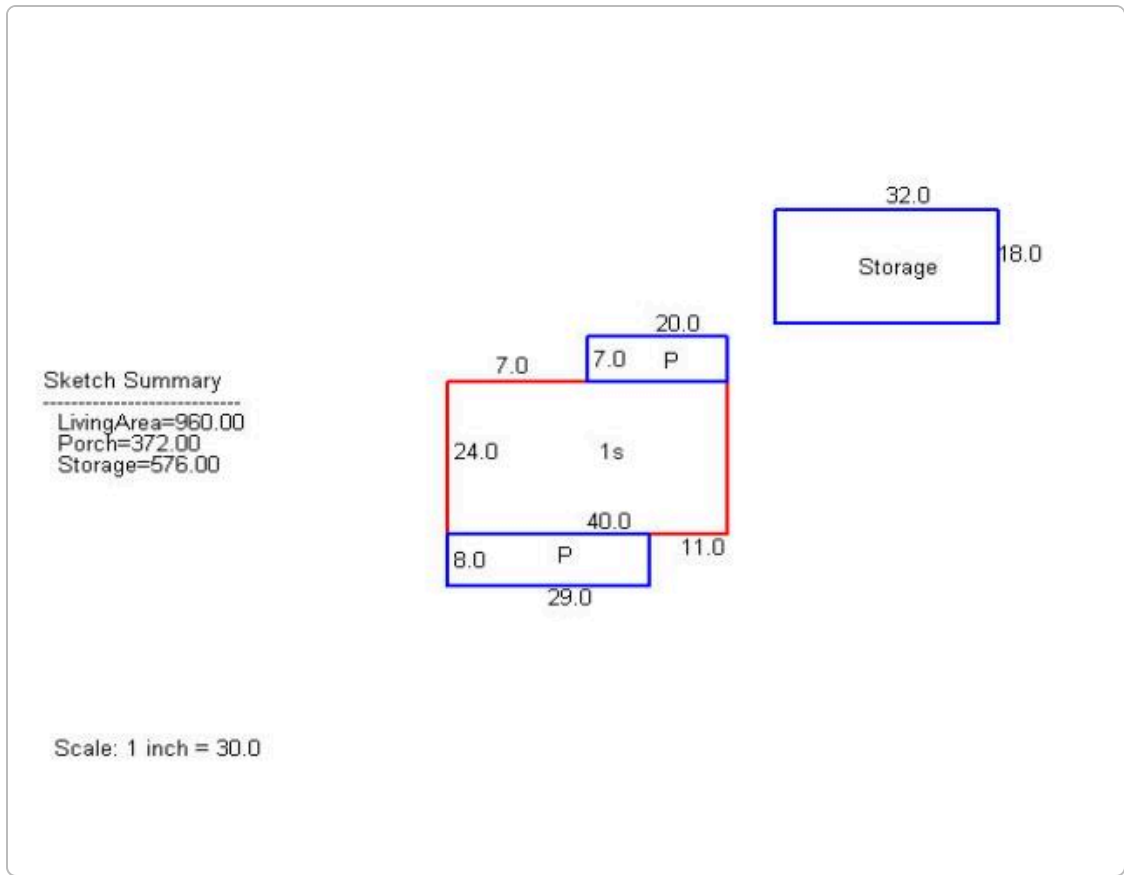 32.0
Storage
18.0
20.0
7.0
7.0
P
Sketch Summary
--------------------------
LivingArea=960.00
Porch=372.00
Storage=576.00
24.0
1s
40.0
8.0
P
11.0
29.0
Scale: 1 inch = 30.0